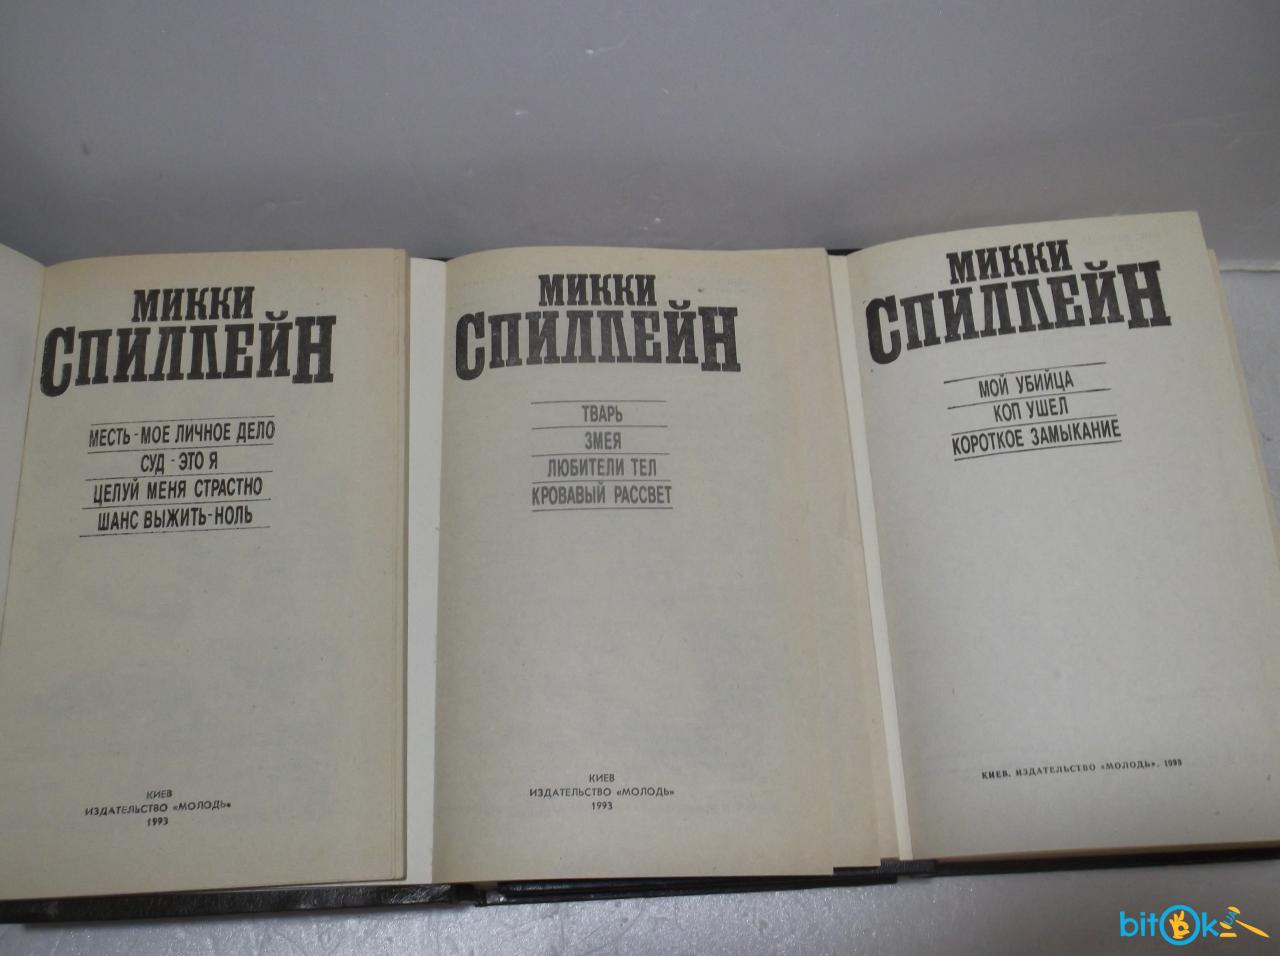 МИККИ
СПИЛЛЕЙН
МЕСТЬ - МОЕ ЛИЧНОЕ ДЕЛО
СУД - ЭТО Я
ЦЕЛУЙ МЕНЯ СТРАСТНО
ШАНС ВЫЖИТЬ - НОЛЬ
КИЕВ
ИЗДАТЕЛЬСТВО «МОЛОДЬ»
1993
МИККИ
СПИЛЛЕЙН
ТВАРЬ
ЗМЕЯ
ЛЮБИТЕЛИ ТЕЛ
КРОВАВЫЙ РАССВЕТ
КИЕВ
ИЗДАТЕЛЬСТВО «МОЛОДЬ»
1993
МИККИ
СПИЛЛЕЙН
МОЙ УБИЙЦА
КОП УШЕЛ
КОРОТКОЕ ЗАМЫКАНИЕ
КИЕВ, ИЗДАТЕЛЬСТВО «МОЛОДЬ», 1993
bitOk